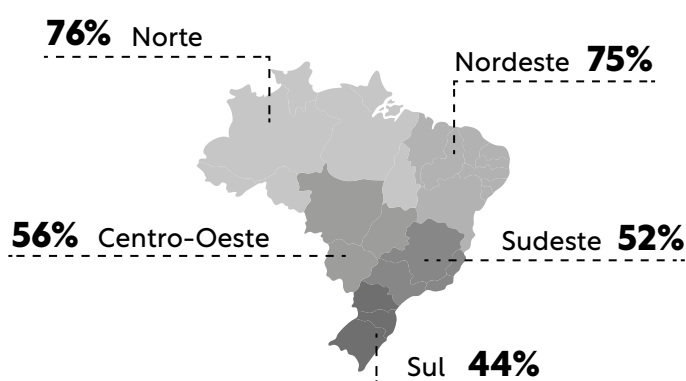 76% Norte
Nordeste 75%
56% Centro-Oeste
Sudeste 52%
Sul 44%